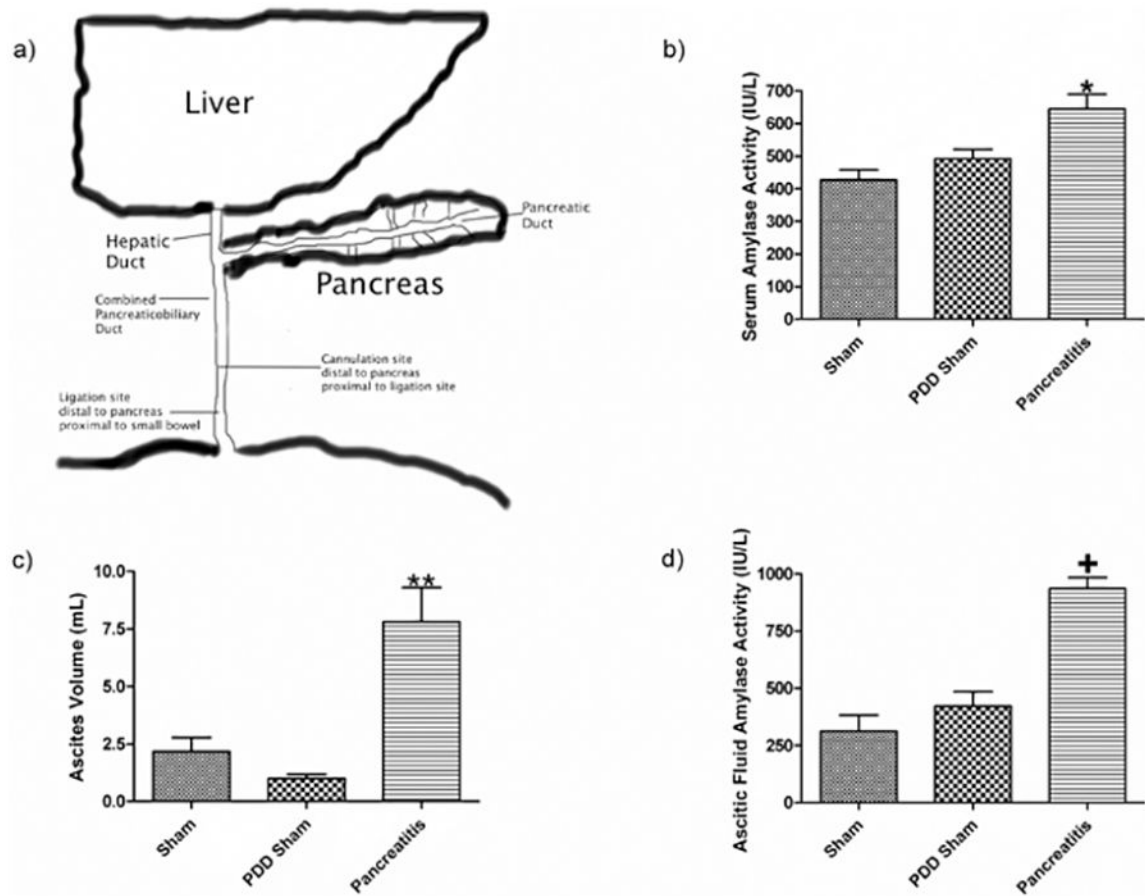 a)
Liver
Hepatic
Duct
Pancreatic
Duct
Pancreas
Combined
Pancreaticobiliary
Duct
Cannulation site
distal to pancreas
proximal to ligation site
Ligation site
distal to pancreas
proximal to small bowel
b)
Serum Amylase Activity (IU/L)
700
600
500
400
300
200
100
0
*
Sham
PDD Sham
Pancreatitis
c)
Ascites Volume (mL)
10.0
7.5
5.0
2.5
0.0
**
Sham
PDD Sham
Pancreatitis
d)
Ascitic Fluid Amylase Activity (IU/L)
1000
750
500
250
0
+
Sham
PDD Sham
Pancreatitis